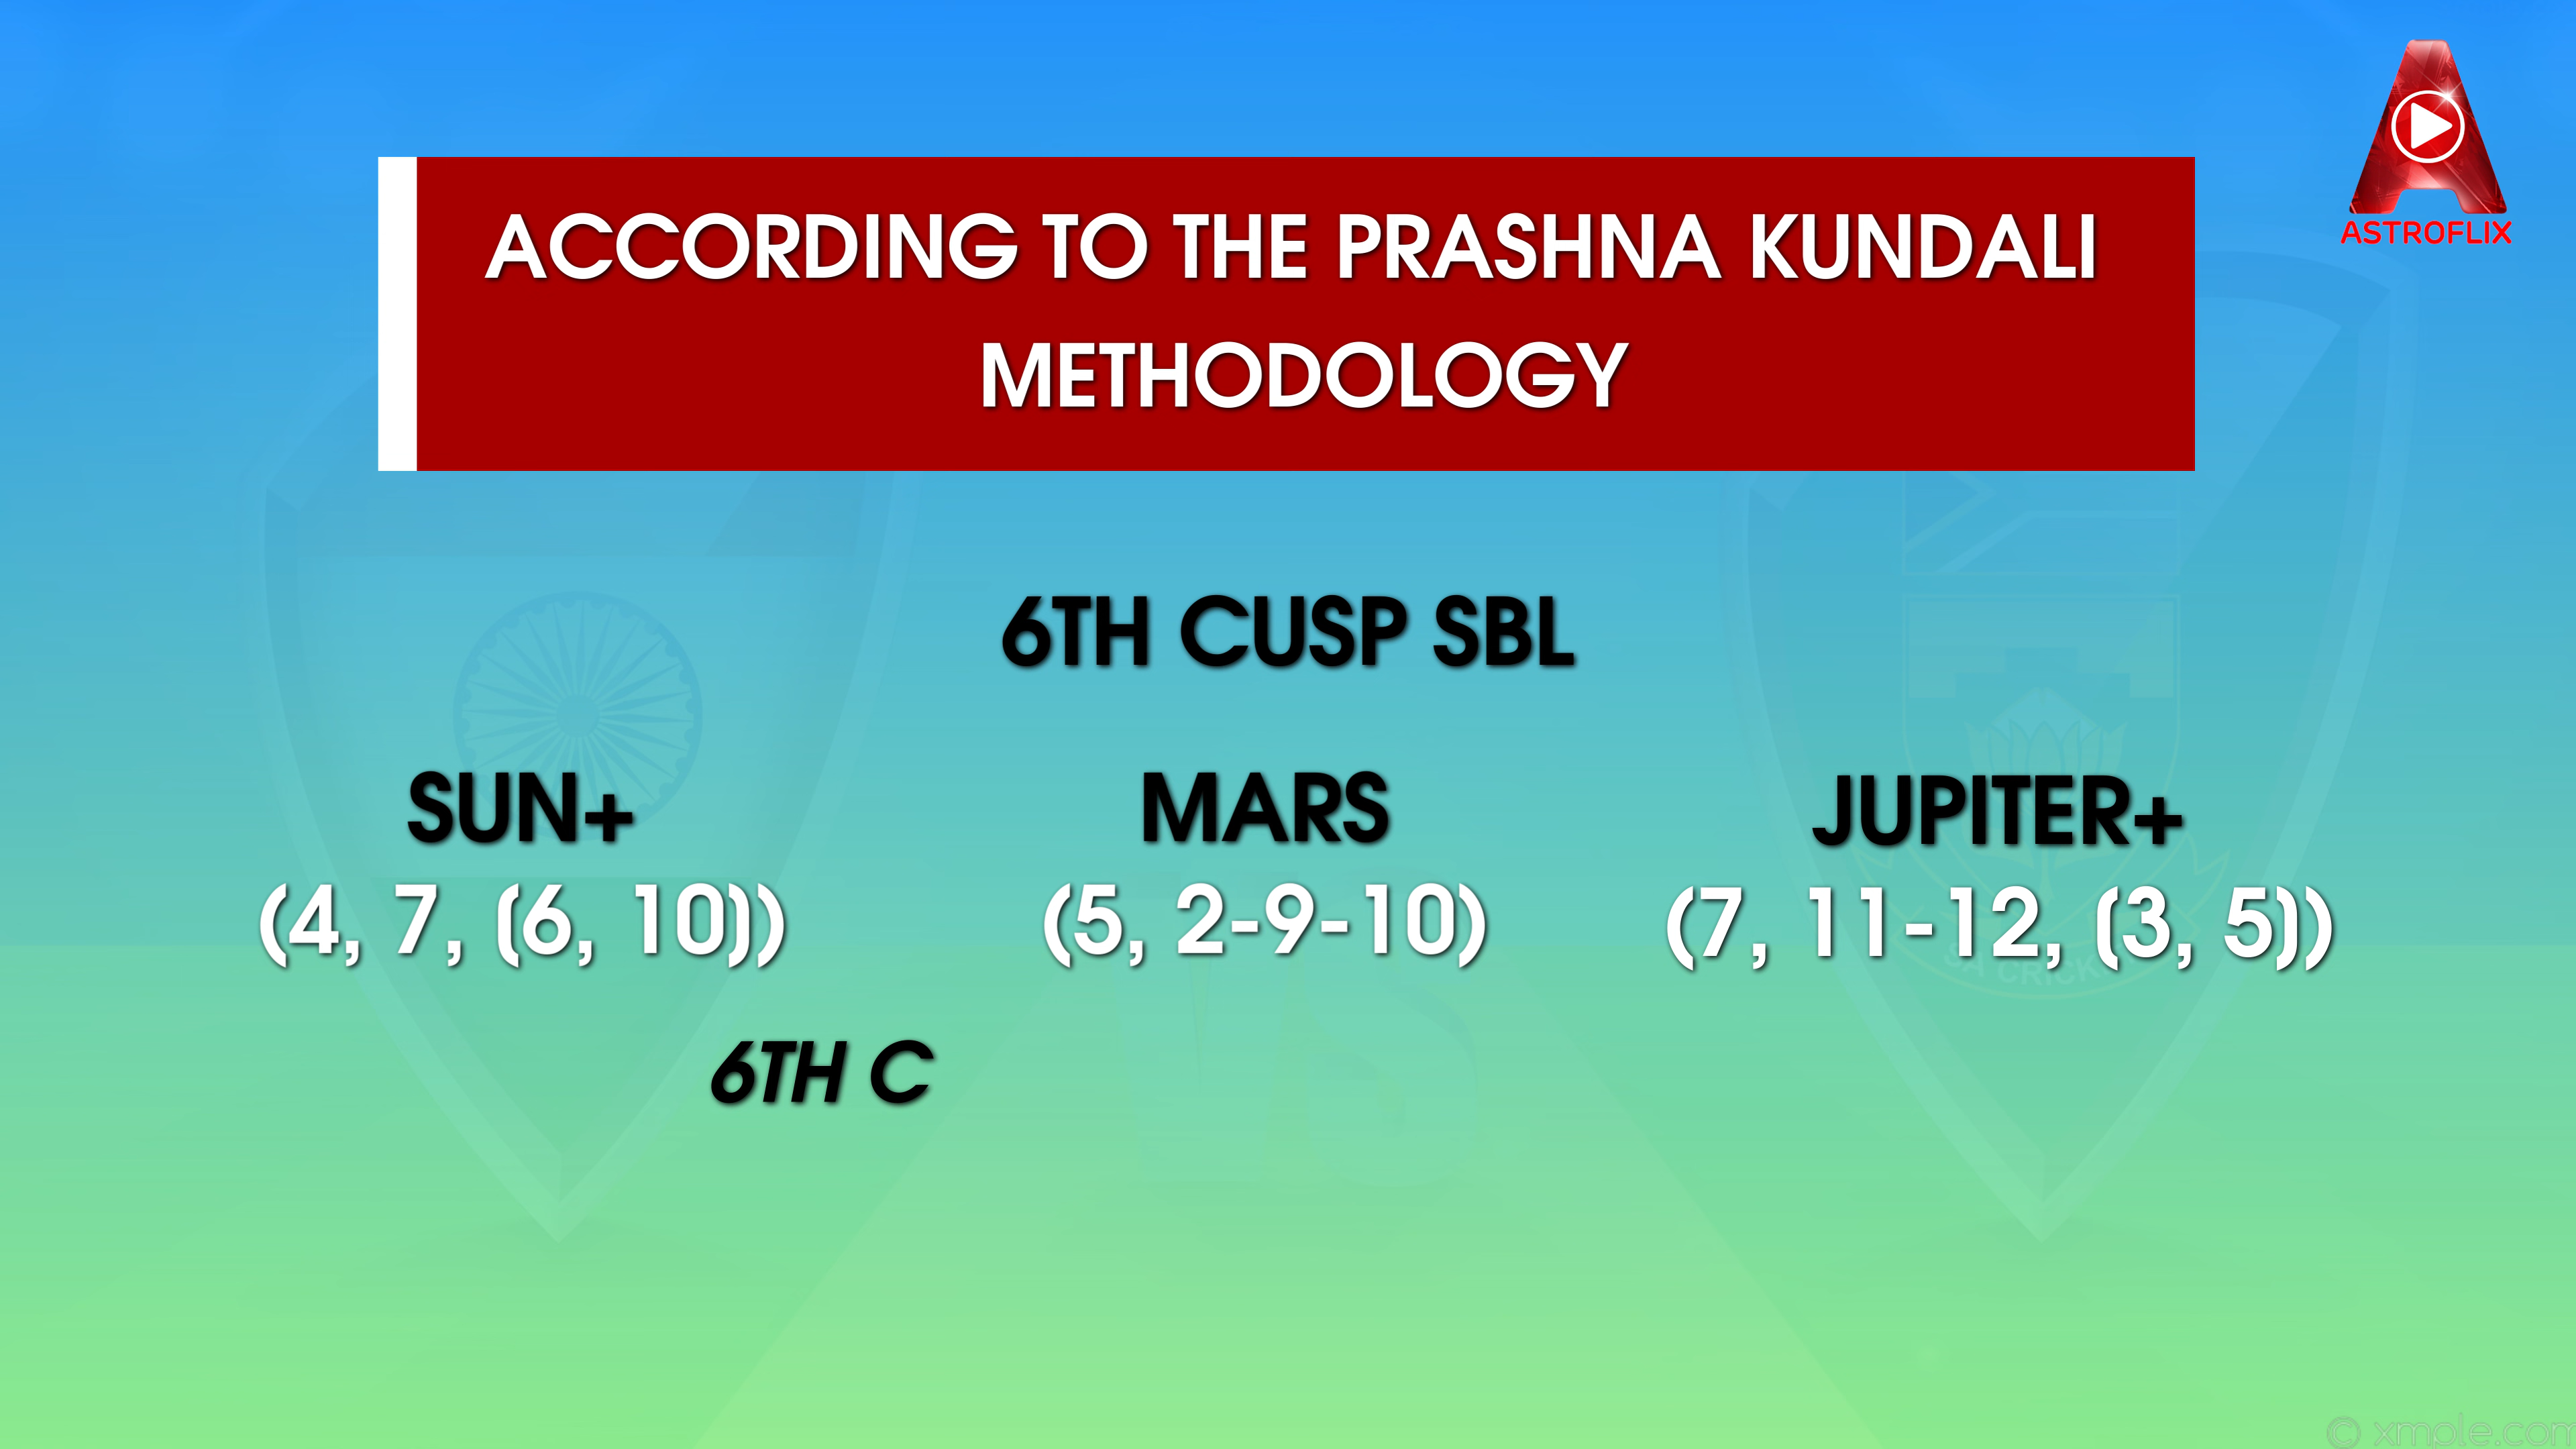 ASTROFLIX
ACCORDING TO THE PRASHNA KUNDALI
METHODOLOGY
6TH CUSP SBL
SUN+ MARS JUPITER+
(4, 7, (6, 10)) (5, 2-9-10) (7, 11-12, (3, 5))
6TH C